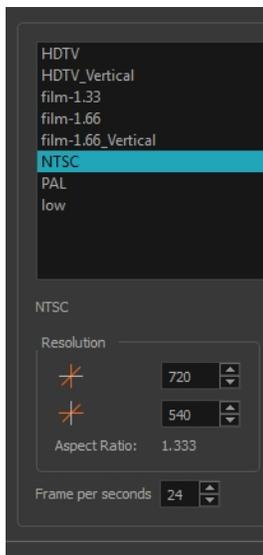 HDTV
HDTV_Vertical
film-1.33
film-1.66
film-1.66_Vertical
NTSC
PAL
low
NTSC
Resolution
720
540
Aspect Ratio: 1.333
Frame per seconds 24